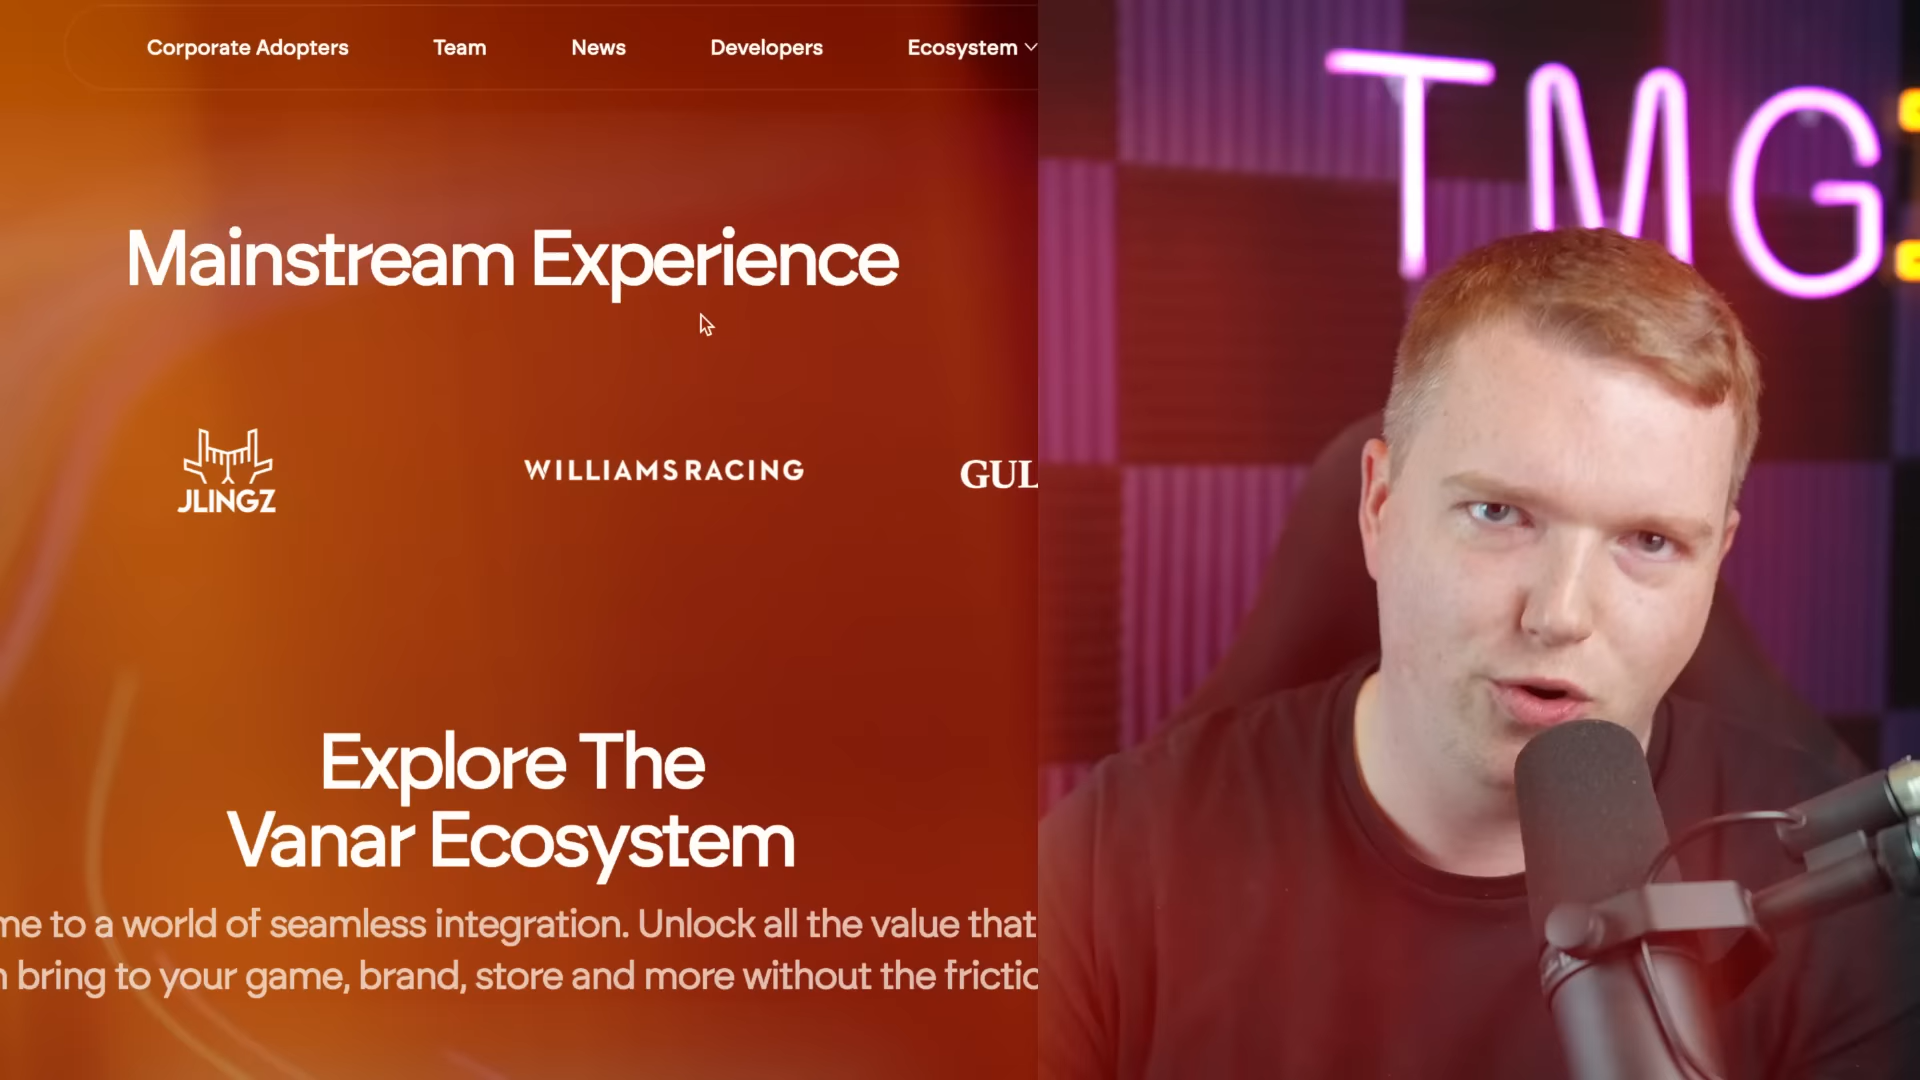 Corporate Adopters Team News Developers Ecosystem
TMG
Mainstream Experience
JLINGZ
WILLIAMS RACING
GUL
Explore The
Vanar Ecosystem
me to a world of seamless integration. Unlock all the value that
bring to your game, brand, store and more without the frictio